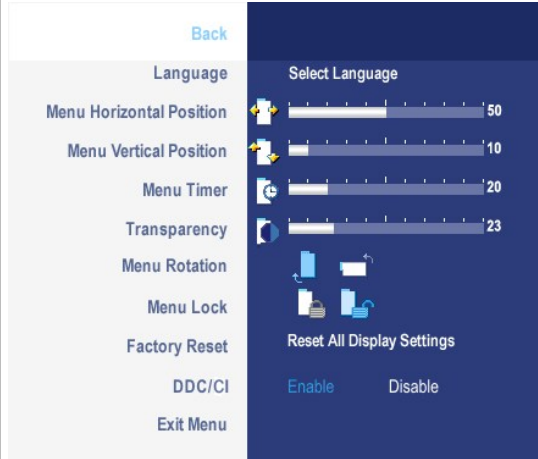 Back
Language Select Language
Menu Horizontal Position 50
Menu Vertical Position 10
Menu Timer 20
Transparency 23
Menu Rotation
Menu Lock
Factory Reset Reset All Display Settings
DDC/CI Enable Disable
Exit Menu